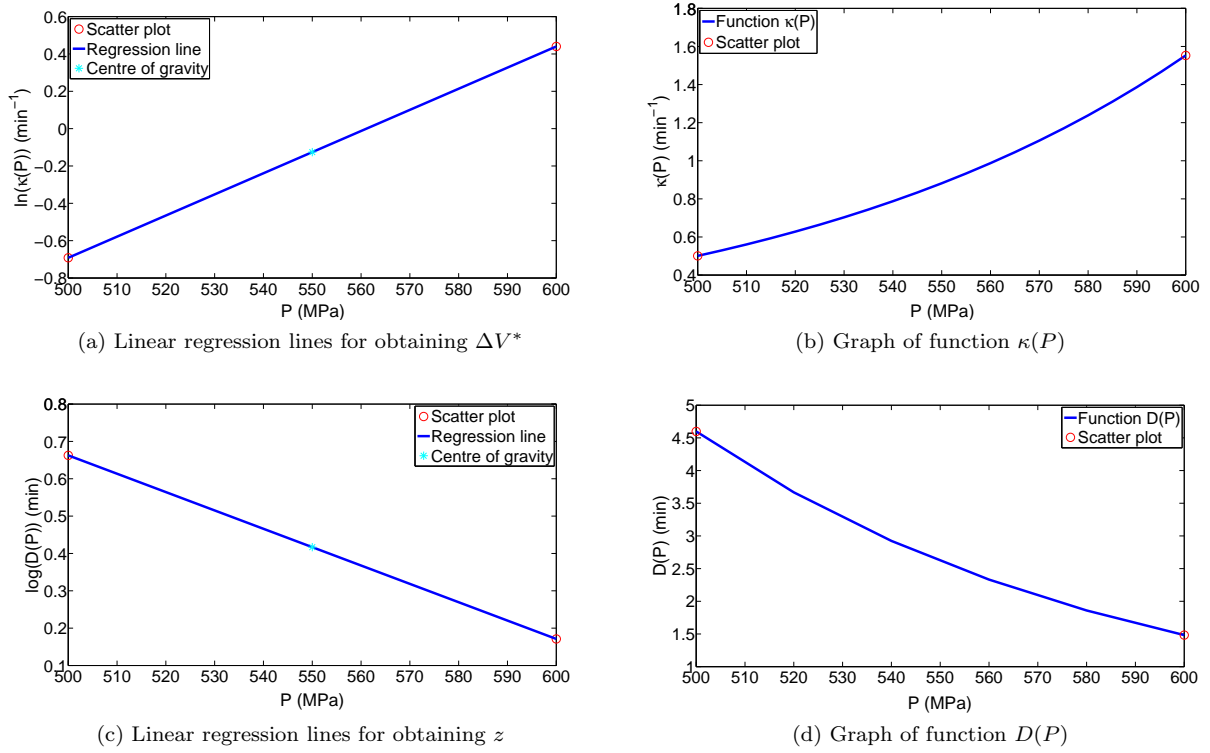 0.6
0.4
0.2
0
−0.2
−0.4
−0.6
−0.8
ln(κ(P)) (min⁻¹)
Scatter plot
Regression line
Centre of gravity
500 510 520 530 540 550 560 570 580 590 600
P (MPa)
(a) Linear regression lines for obtaining ΔV*
1.8
1.6
1.4
1.2
1
0.8
0.6
0.4
κ(P) (min⁻¹)
Function κ(P)
Scatter plot
500 510 520 530 540 550 560 570 580 590 600
P (MPa)
(b) Graph of function κ(P)
0.8
0.7
0.6
0.5
0.4
0.3
0.2
0.1
log(D(P)) (min)
Scatter plot
Regression line
Centre of gravity
500 510 520 530 540 550 560 570 580 590 600
P (MPa)
(c) Linear regression lines for obtaining z
5
4.5
4
3.5
3
2.5
2
1.5
1
D(P) (min)
Function D(P)
Scatter plot
500 510 520 530 540 550 560 570 580 590 600
P (MPa)
(d) Graph of function D(P)